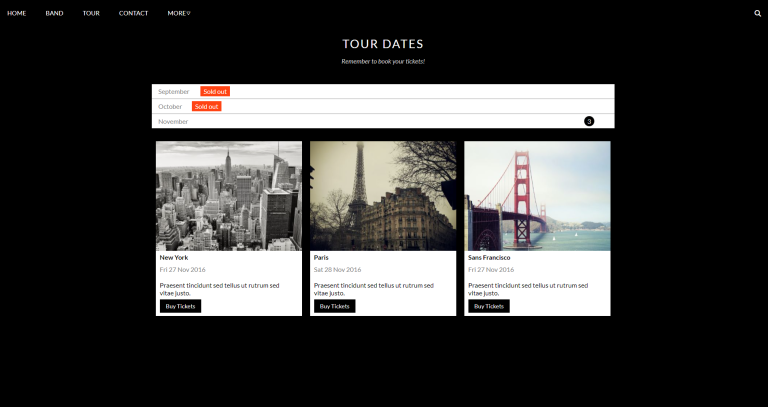 HOME BAND TOUR CONTACT MORE
TOUR DATES
Remember to book your tickets!
September Sold out
October Sold out
November 3
New York
Fri 27 Nov 2016
Praesent tincidunt sed tellus ut rutrum sed
vitae justo.
Buy Tickets
Paris
Sat 28 Nov 2016
Praesent tincidunt sed tellus ut rutrum sed
vitae justo.
Buy Tickets
Sans Francisco
Fri 27 Nov 2016
Praesent tincidunt sed tellus ut rutrum sed
vitae justo.
Buy Tickets